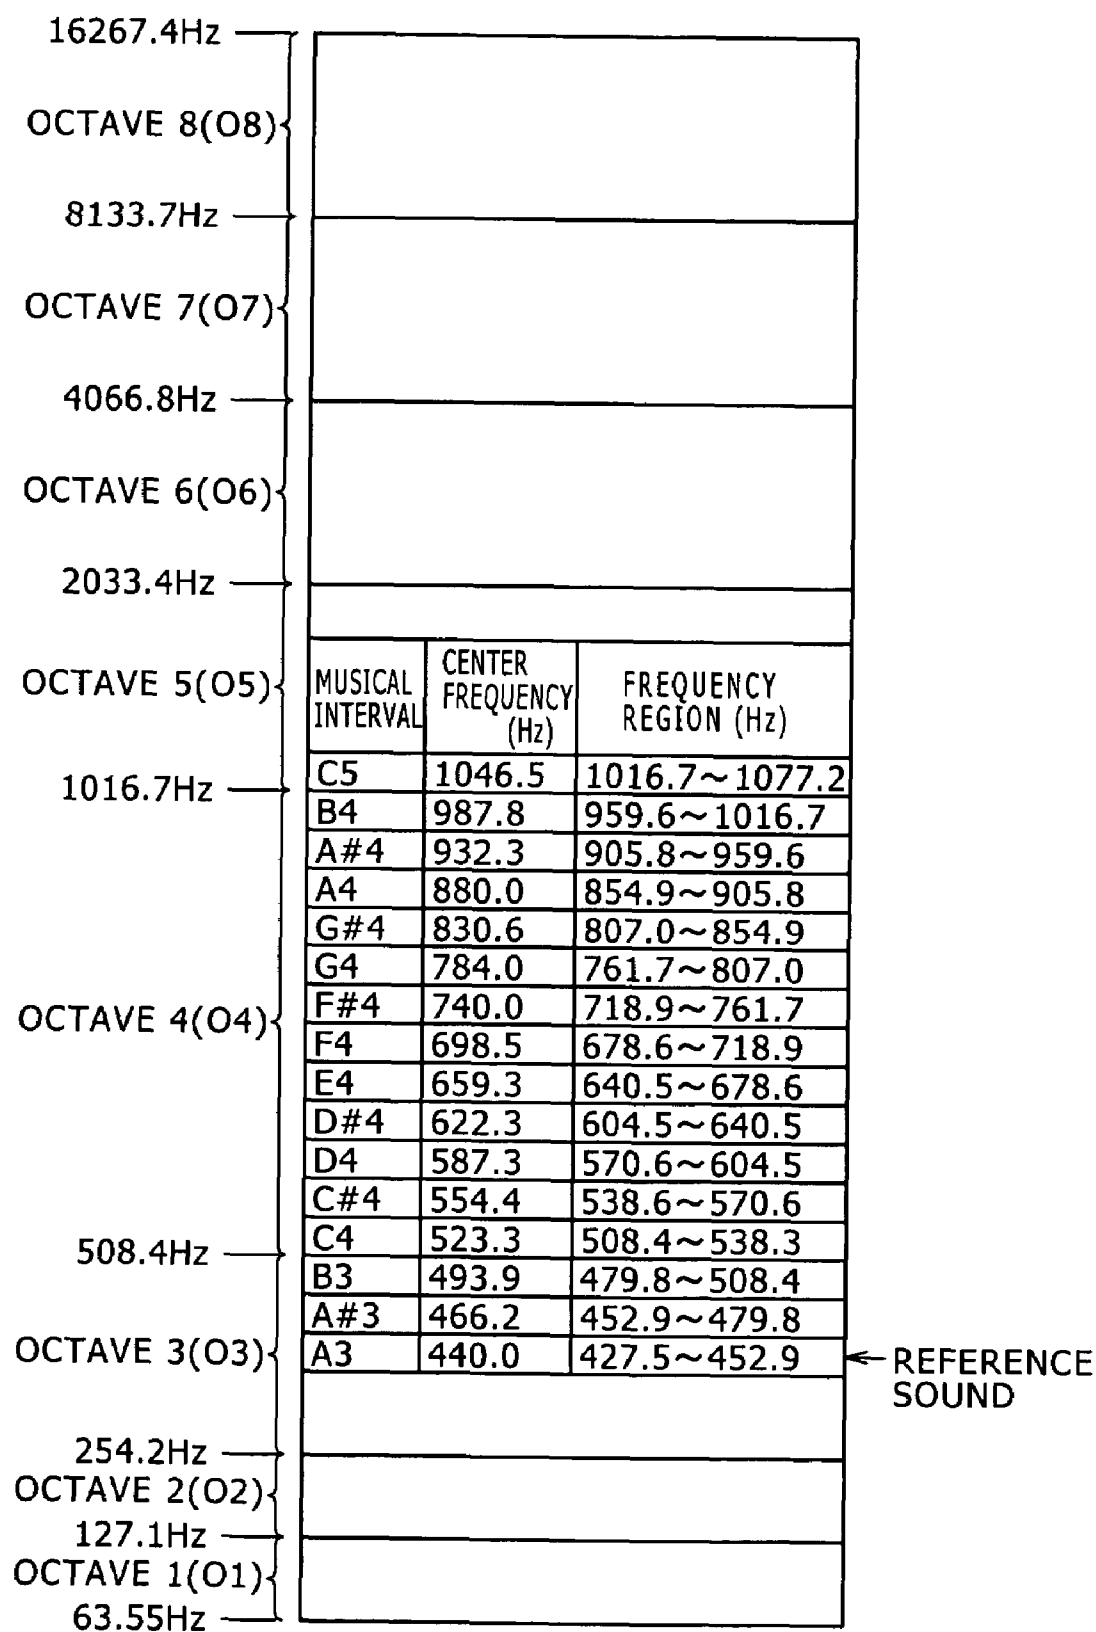 16267.4Hz
OCTAVE 8(O8)
8133.7Hz
OCTAVE 7(O7)
4066.8Hz
OCTAVE 6(O6)
2033.4Hz
OCTAVE 5(O5)
MUSICAL INTERVAL
CENTER FREQUENCY (Hz)
FREQUENCY REGION (Hz)
1016.7Hz
C5 1046.5 1016.7~1077.2
B4 987.8 959.6~1016.7
A#4 932.3 905.8~959.6
A4 880.0 854.9~905.8
G#4 830.6 807.0~854.9
G4 784.0 761.7~807.0
F#4 740.0 718.9~761.7
OCTAVE 4(O4)
F4 698.5 678.6~718.9
E4 659.3 640.5~678.6
D#4 622.3 604.5~640.5
D4 587.3 570.6~604.5
C#4 554.4 538.6~570.6
C4 523.3 508.4~538.3
508.4Hz
B3 493.9 479.8~508.4
A#3 466.2 452.9~479.8
OCTAVE 3(O3)
A3 440.0 427.5~452.9
REFERENCE
SOUND
254.2Hz
OCTAVE 2(O2)
127.1Hz
OCTAVE 1(O1)
63.55Hz